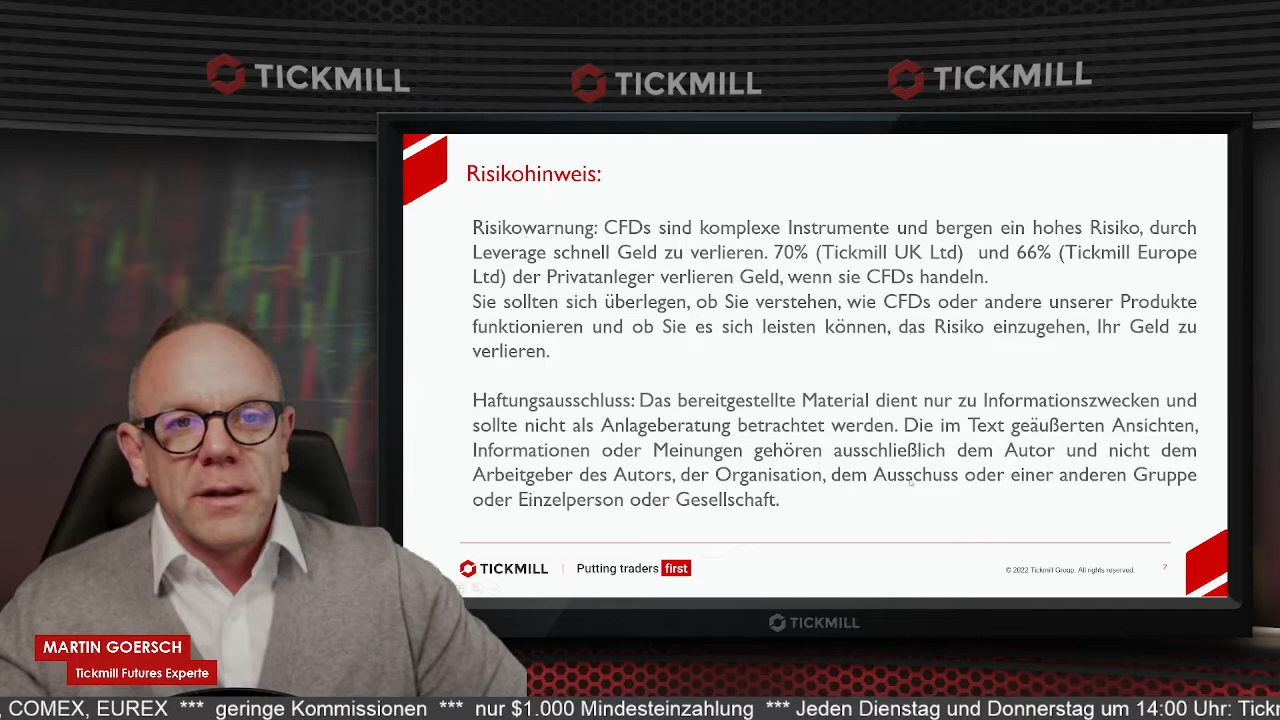 TICKMILL
TICKMILL
TICKMILL
Risikohinweis:
Risikowarnung: CFDs sind komplexe Instrumente und bergen ein hohes Risiko, durch
Leverage schnell Geld zu verlieren. 70% (Tickmill UK Ltd) und 66% (Tickmill Europe
Ltd) der Privatanleger verlieren Geld, wenn sie CFDs handeln.
Sie sollten sich überlegen, ob Sie verstehen, wie CFDs oder andere unserer Produkte
funktionieren und ob Sie es sich leisten können, das Risiko einzugehen, Ihr Geld zu
verlieren.
Haftungsausschluss: Das bereitgestellte Material dient nur zu Informationszwecken und
sollte nicht als Anlageberatung betrachtet werden. Die im Text geäußerten Ansichten,
Informationen oder Meinungen gehören ausschließlich dem Autor und nicht dem
Arbeitgeber des Autors, der Organisation, dem Ausschuss oder einer anderen Gruppe
oder Einzelperson oder Gesellschaft.
TICKMILL | Putting traders first
© 2022 Tickmill Group. All rights reserved.
2
TICKMILL
MARTIN GOERSCH
Tickmill Futures Experte
, COMEX, EUREX *** geringe Kommissionen *** nur $1.000 Mindesteinzahlung *** Jeden Dienstag und Donnerstag um 14:00 Uhr: Tick